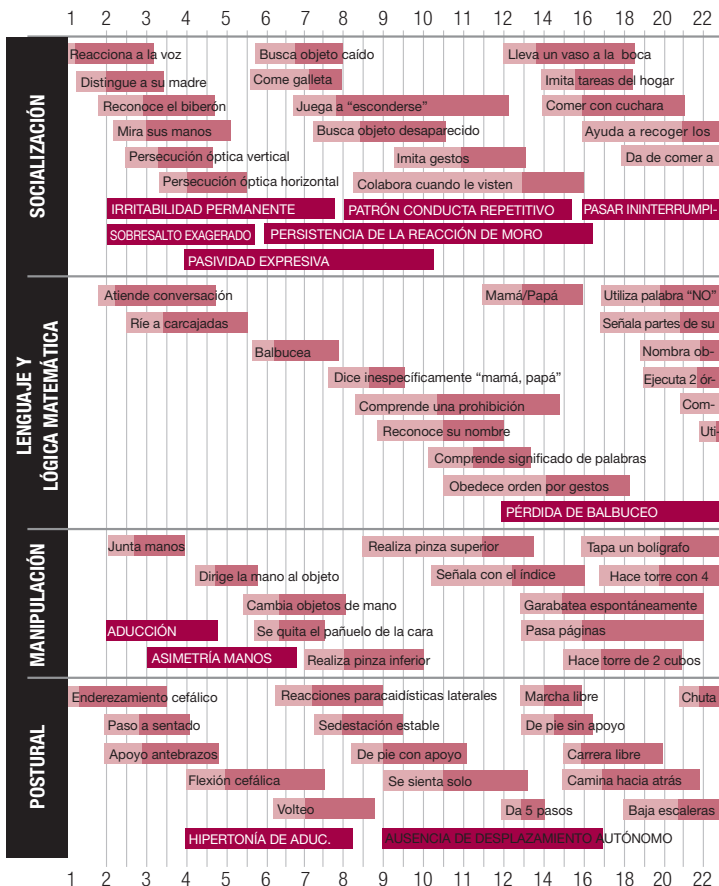 1 2 3 4 5 6 7 8 9 10 11 12 13 14 16 18 20 22
SOCIALIZACIÓN
Reacciona a la voz
Busca objeto caído
Lleva un vaso a la boca
Distingue a su madre
Come galleta
Imita tareas del hogar
Reconoce el biberón
Juega a “esconderse”
Comer con cuchara
Mira sus manos
Busca objeto desaparecido
Ayuda a recoger los
Persecución óptica vertical
Imita gestos
Da de comer a
Persecución óptica horizontal
Colabora cuando le visten
IRRITABILIDAD PERMANENTE
PATRÓN CONDUCTA REPETITIVO
PASAR ININTERRUMPI-
SOBRESALTO EXAGERADO
PERSISTENCIA DE LA REACCIÓN DE MORO
PASIVIDAD EXPRESIVA
LENGUAJE Y
LÓGICA MATEMÁTICA
Atiende conversación
Mamá/Papá
Utiliza palabra “NO”
Ríe a carcajadas
Señala partes de su
Balbucea
Nombra ob-
Dice inespecíficamente “mamá, papá”
Ejecuta 2 ór-
Comprende una prohibición
Com-
Reconoce su nombre
Uti-
Comprende significado de palabras
Obedece orden por gestos
PÉRDIDA DE BALBUCEO
MANIPULACIÓN
Junta manos
Realiza pinza superior
Tapa un bolígrafo
Dirige la mano al objeto
Señala con el índice
Hace torre con 4
Cambia objetos de mano
Garabatea espontáneamente
ADUCCIÓN
Se quita el pañuelo de la cara
Pasa páginas
ASIMETRÍA MANOS
Realiza pinza inferior
Hace torre de 2 cubos
POSTURAL
Enderezamiento cefálico
Reacciones paracaidísticas laterales
Marcha libre
Chuta
Paso a sentado
Sedestación estable
De pie sin apoyo
Apoyo antebrazos
De pie con apoyo
Carrera libre
Flexión cefálica
Se sienta solo
Camina hacia atrás
Volteo
Da 5 pasos
Baja escaleras
HIPERTONÍA DE ADUC.
AUSENCIA DE DESPLAZAMIENTO AUTÓNOMO
1 2 3 4 5 6 7 8 9 10 11 12 13 14 16 18 20 22